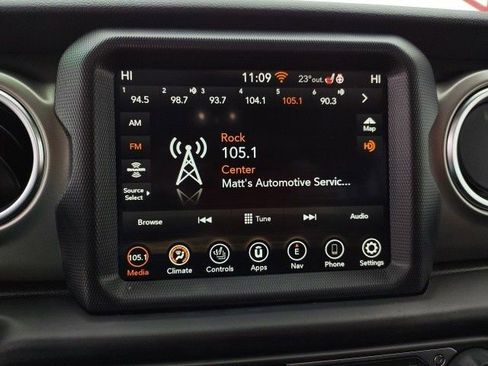 HI 11:09 23°out. HI
1 2 3 4 5 6
94.5 98.7 93.7 104.1 105.1 90.3
AM
Map
FM
Rock
105.1
Center
Matt's Automotive Servic...
SiriusXM
Source
Select
Browse Tune Audio
105.1 E
Media Climate Controls Apps Nav Phone Settings